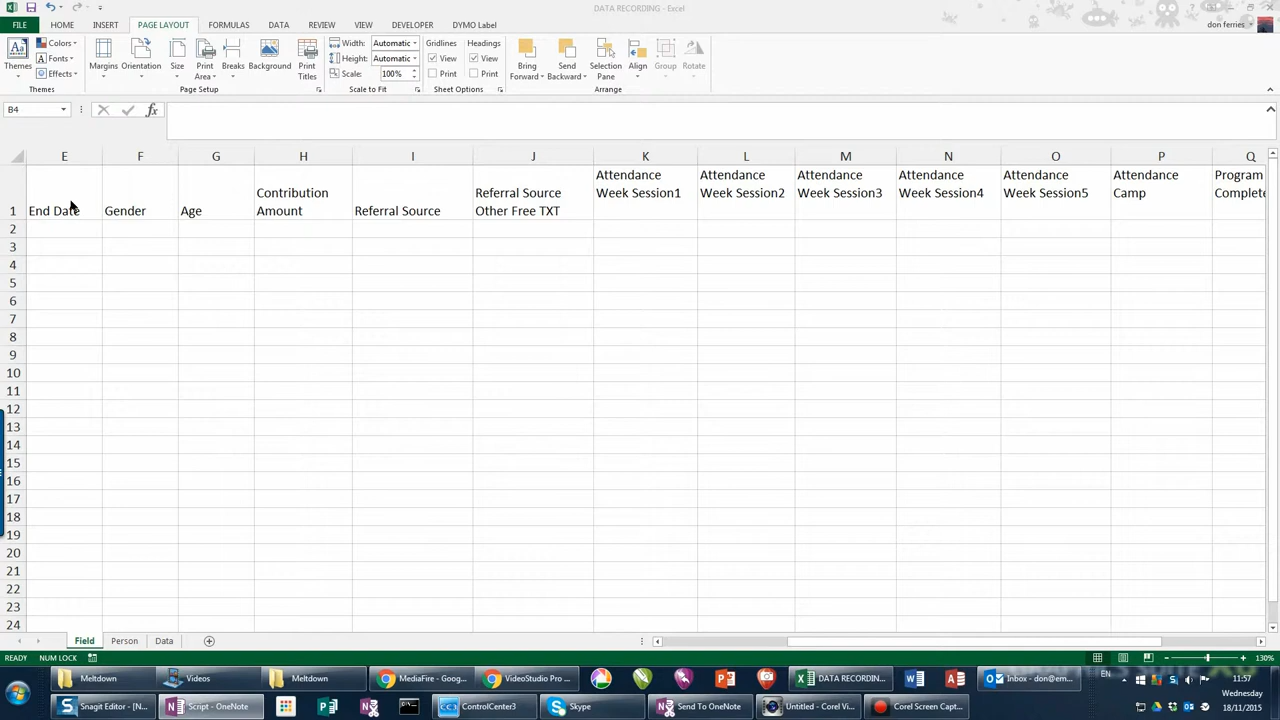 DATA RECORDING - Excel
FILE HOME INSERT PAGE LAYOUT FORMULAS DATA REVIEW VIEW DEVELOPER DYMO Label don ferries
Themes Colors Fonts Effects Margins Orientation Size Print Area Breaks Background Print Titles
Width: Automatic
Height: Automatic
Scale: 100%
Gridlines Headings
View View
Print Print
Bring Forward Send Backward Selection Pane Align Group Rotate
Themes Page Setup Scale to Fit Sheet Options Arrange
B4 fx
E F G H I J K L M N O P Q
1 End Date Gender Age Contribution Amount Referral Source Referral Source Other Free TXT Attendance Week Session1 Attendance Week Session2 Attendance Week Session3 Attendance Week Session4 Attendance Week Session5 Attendance Camp Program Complete
2
3
4
5
6
7
8
9
10
11
12
13
14
15
16
17
18
19
20
21
22
23
24
Field Person Data
READY NUM LOCK 130%
Meltdown Videos Meltdown MediaFire - Goog... VideoStudio Pro ... DATA RECORDIN... Inbox - don@em... EN 11:57
Wednesday
Snagit Editor - [N... Script - OneNote ControlCenter3 Skype Send To OneNote Untitled - Corel Vi... Corel Screen Capt... 18/11/2015